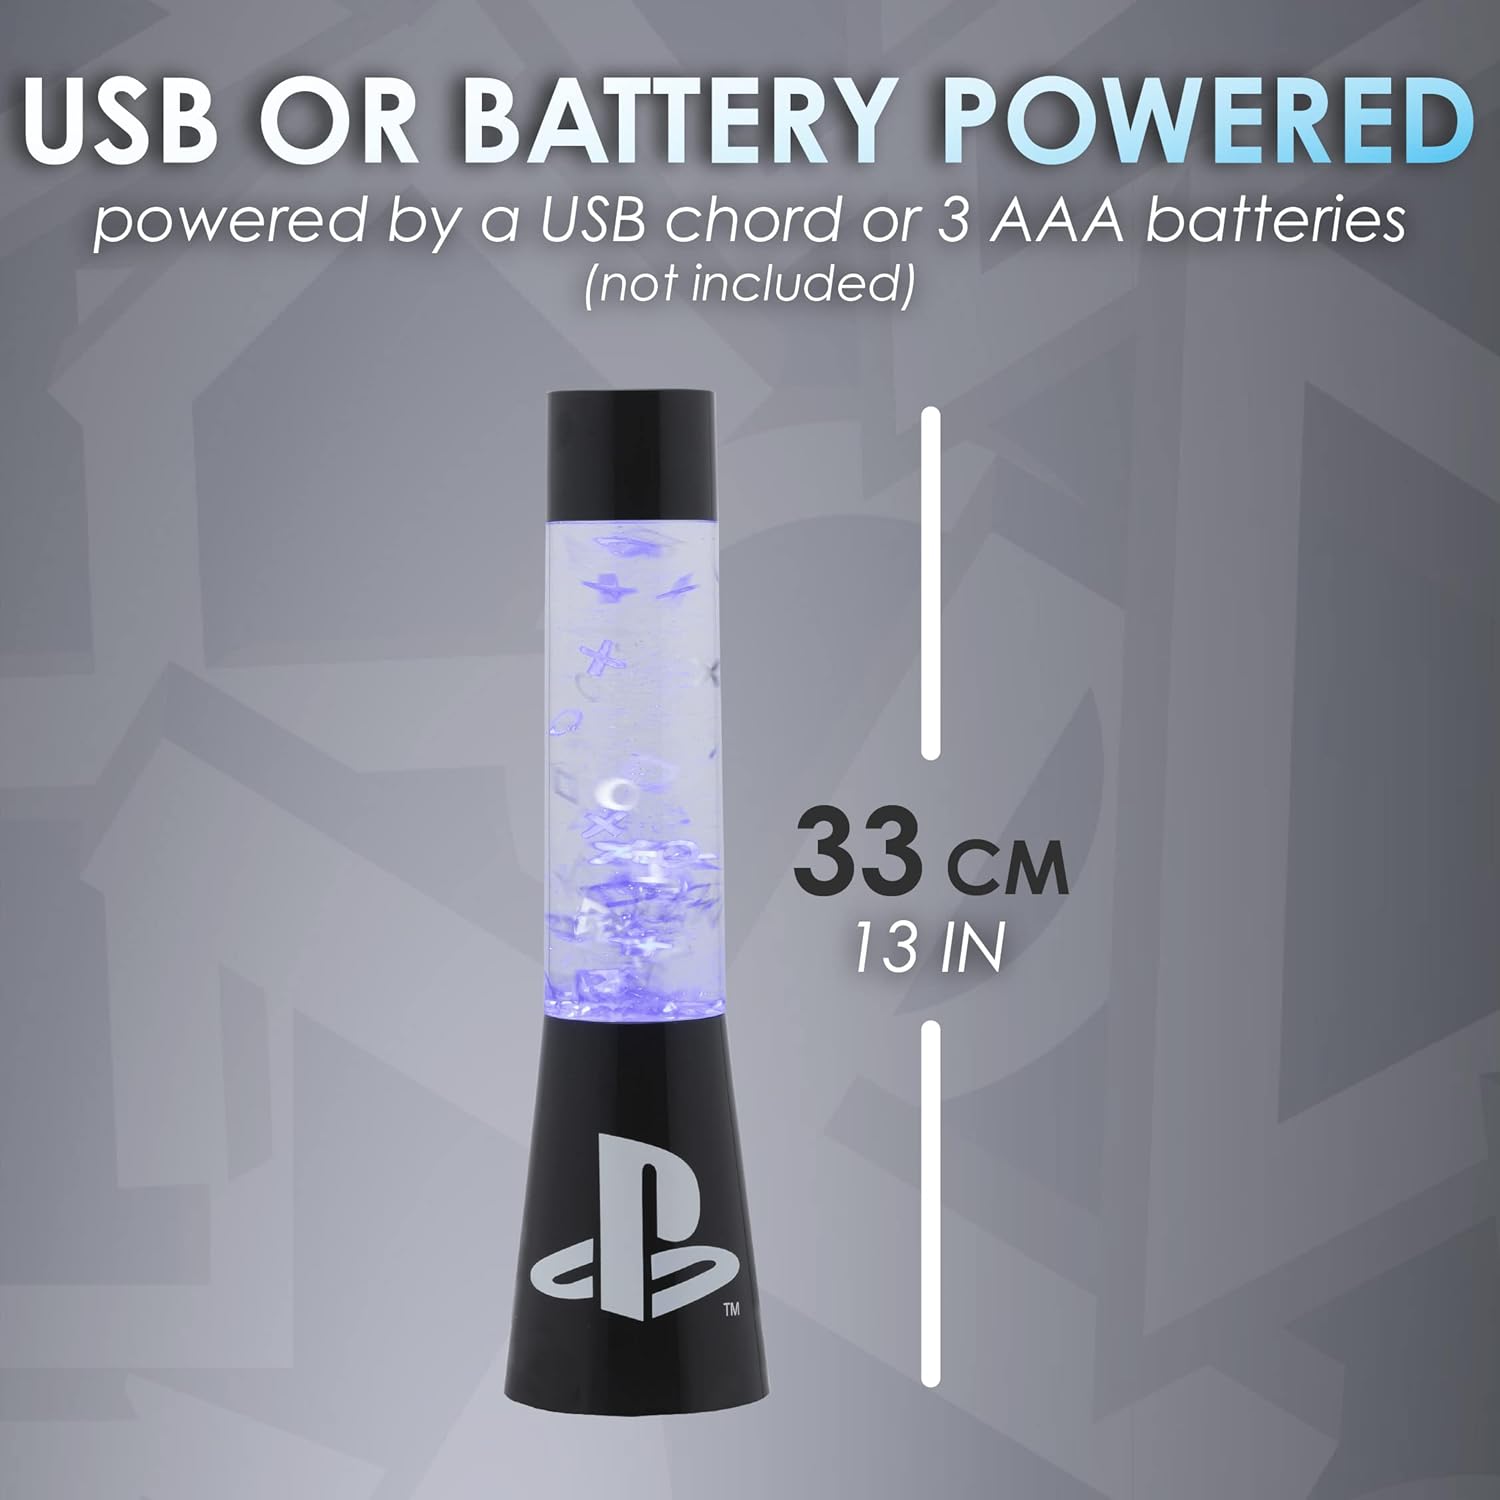 USB OR BATTERY POWERED
powered by a USB chord or 3 AAA batteries
(not included)
33 CM
13 IN
TM